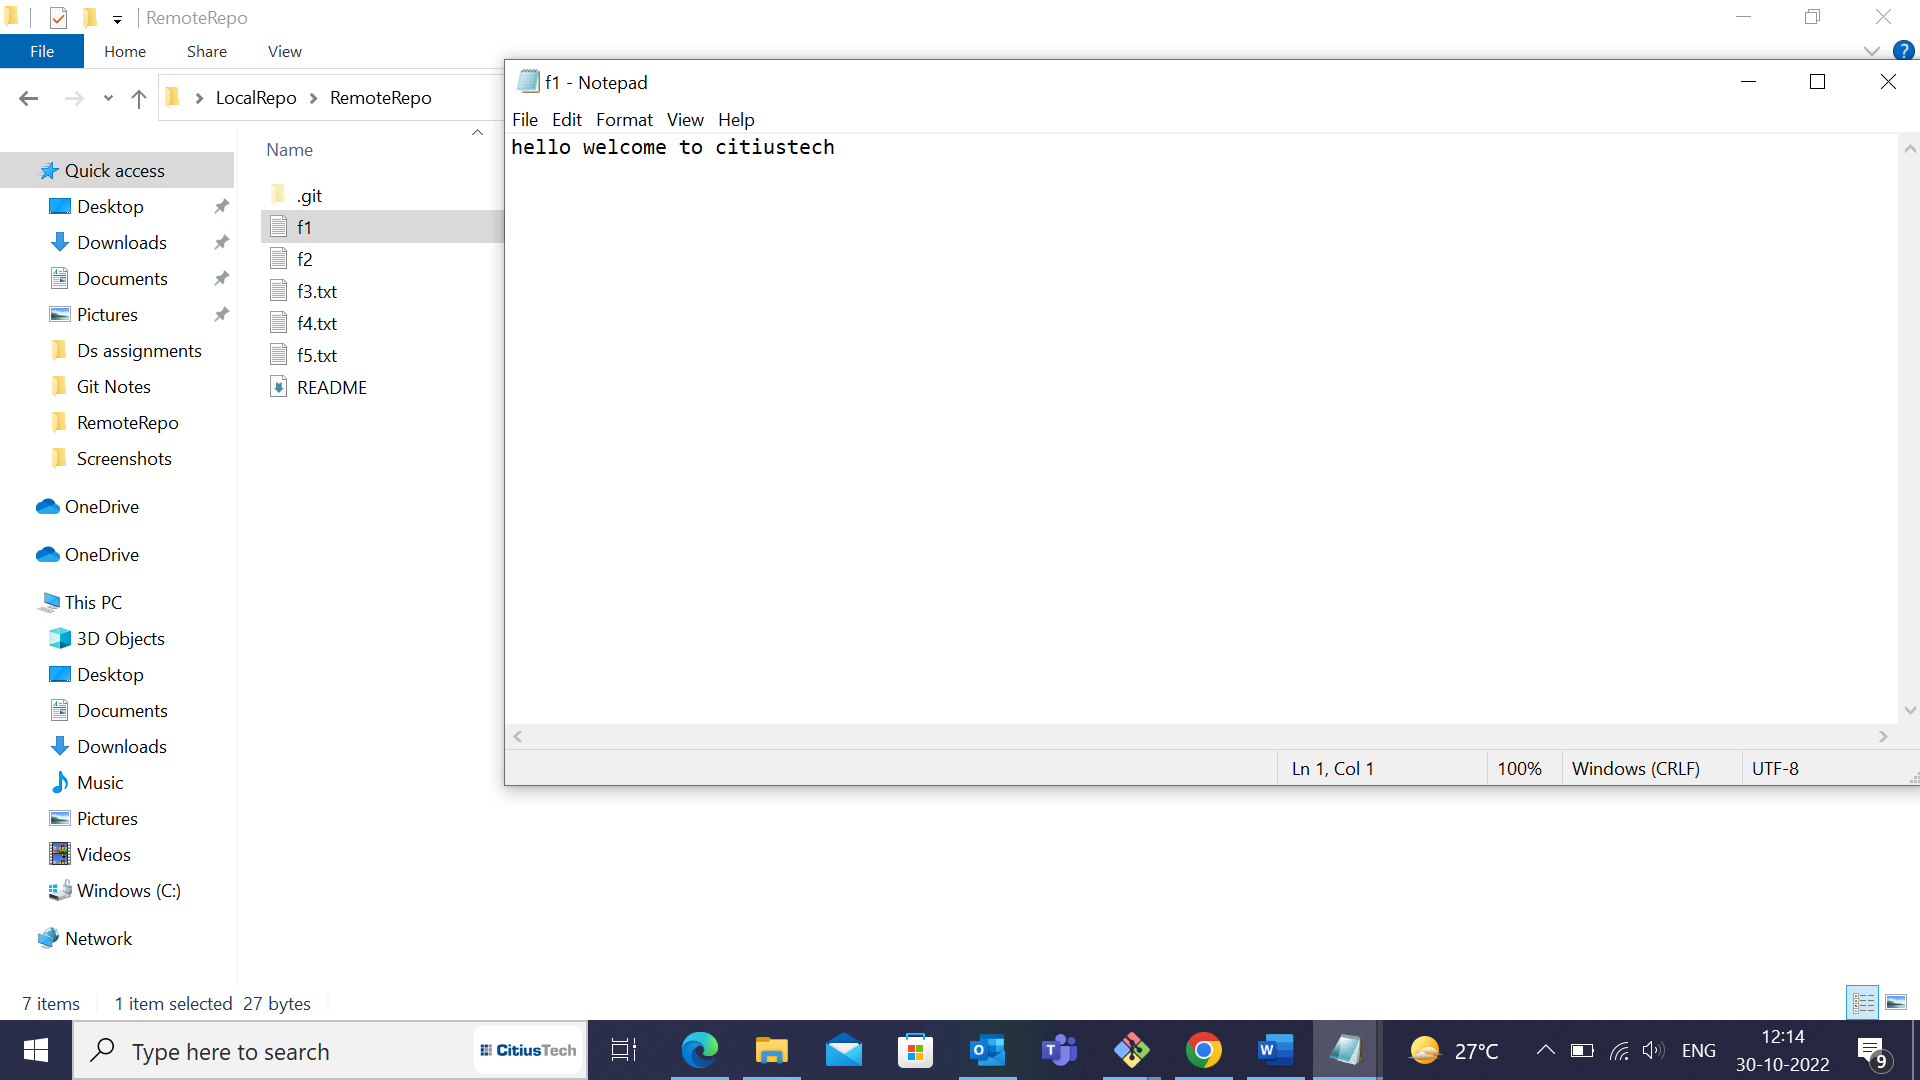 RemoteRepo
File Home Share View
?
LocalRepo RemoteRepo
Name
Quick access
Desktop
Downloads
Documents
Pictures
Ds assignments
Git Notes
RemoteRepo
Screenshots
OneDrive
OneDrive
This PC
3D Objects
Desktop
Documents
Downloads
Music
Pictures
Videos
Windows (C:)
Network
.git
f1
f2
f3.txt
f4.txt
f5.txt
README
f1 - Notepad
File Edit Format View Help
hello welcome to citiustech
Ln 1, Col 1 100% Windows (CRLF) UTF-8
7 items 1 item selected 27 bytes
Type here to search CitiusTech 27°C ENG 12:14
30-10-2022
9